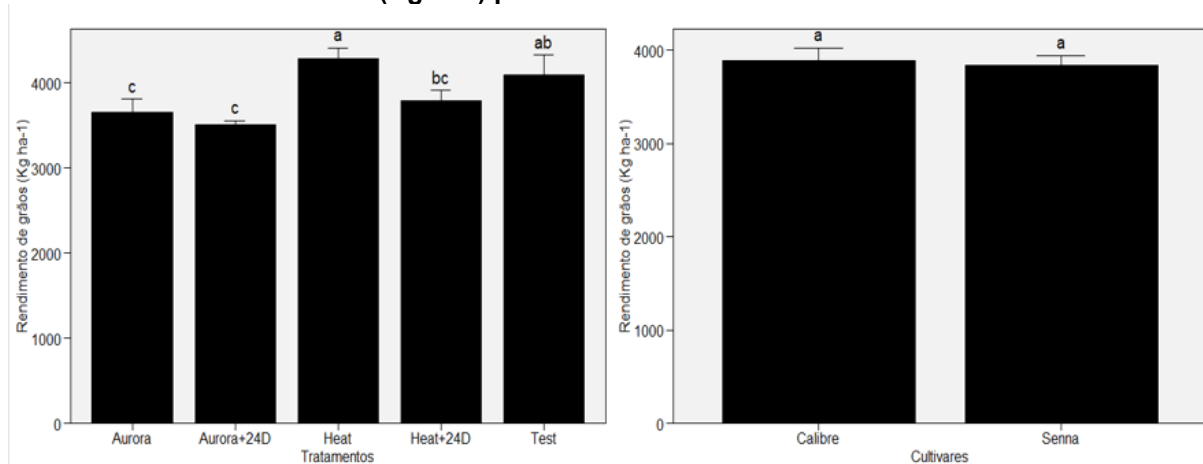 a
ab
bc
c
c
4000
3000
2000
1000
0
Rendimento de grãos (Kg ha-1)
Aurora Aurora+24D Heat Heat+24D Test
Tratamentos
a a
4000
3000
2000
1000
0
Rendimento de grãos (Kg ha-1)
Calibre Senna
Cultivares